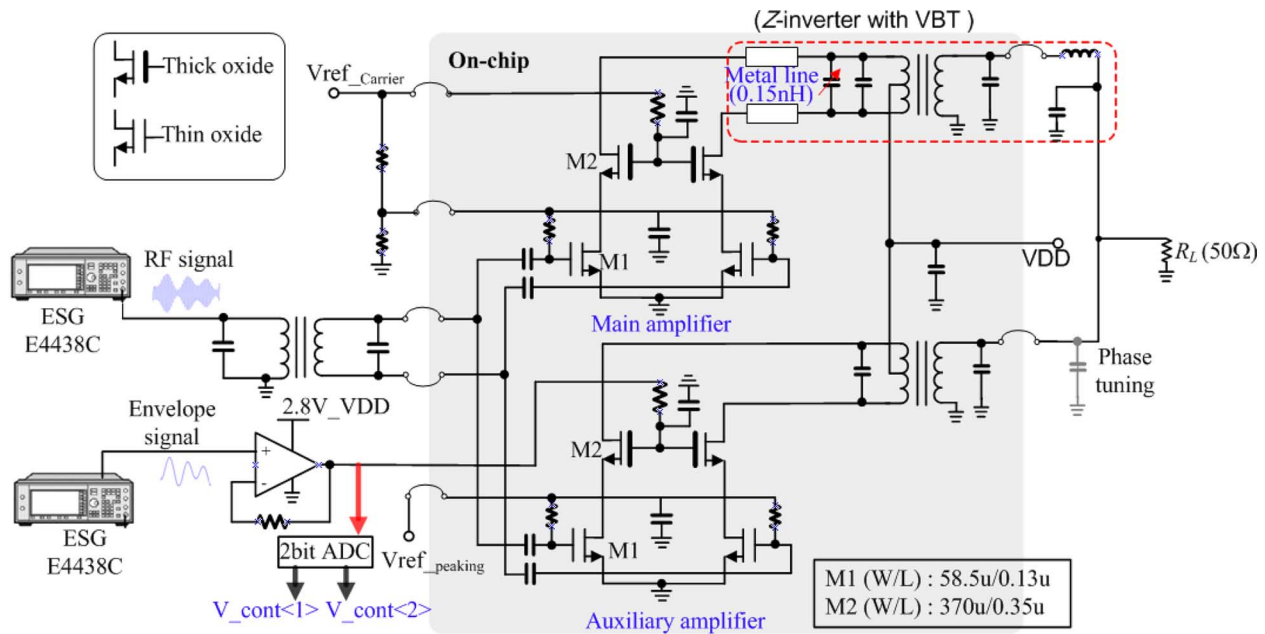 (Z-inverter with VBT )
Thick oxide
Thin oxide
Vref_Carrier
On-chip
Metal line
(0.15nH)
M2
M1
RF signal
ESG
E4438C
VDD
RL (50Ω)
Main amplifier
Phase
tuning
Envelope
signal
2.8V_VDD
+
-
M2
ESG
E4438C
2bit ADC
Vref_peaking
M1
V_cont<1> V_cont<2>
M1 (W/L) : 58.5u/0.13u
M2 (W/L) : 370u/0.35u
Auxiliary amplifier